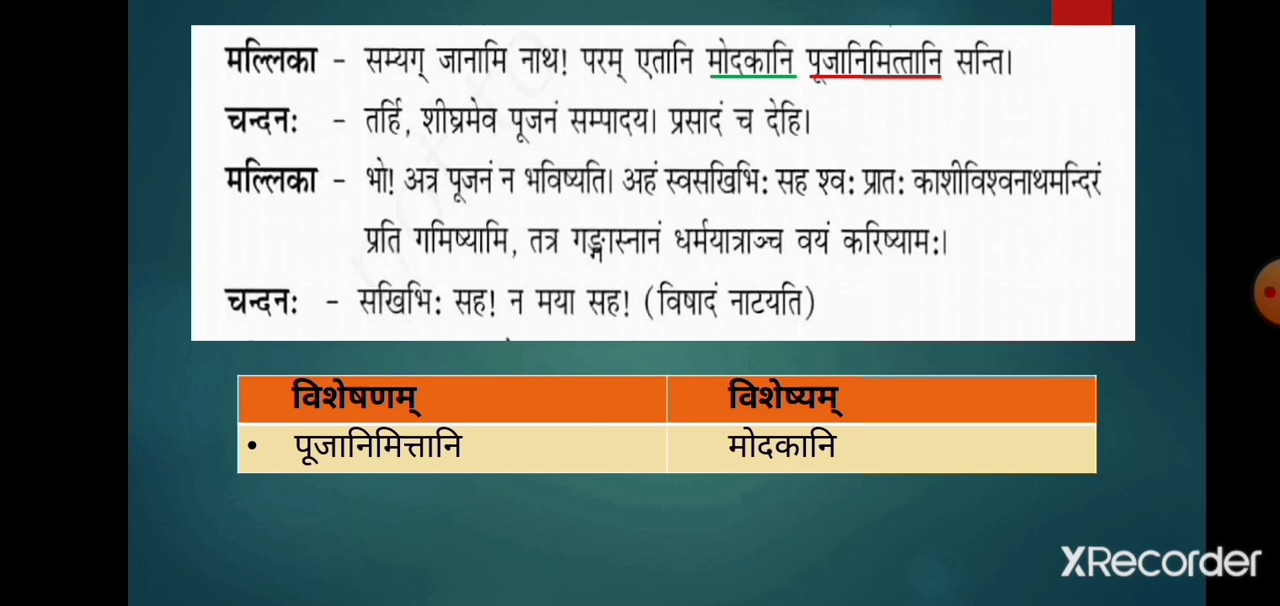 मल्लिका - सम्यग् जानामि नाथ! परम् एतानि मोदकानि पूजानिमित्तानि सन्ति।
चन्दनः - तर्हि, शीघ्रमेव पूजनं सम्पादय। प्रसादं च देहि।
मल्लिका - भो! अत्र पूजनं न भविष्यति। अहं स्वसखिभिः सह श्वः प्रातः काशीविश्वनाथमन्दिरं
प्रति गमिष्यामि, तत्र गङ्गास्नानं धर्मयात्राञ्च वयं करिष्यामः।
चन्दनः - सखिभिः सह! न मया सह! (विषादं नाटयति)
विशेषणम् विशेष्यम्
• पूजानिमित्तानि मोदकानि
XRecorder